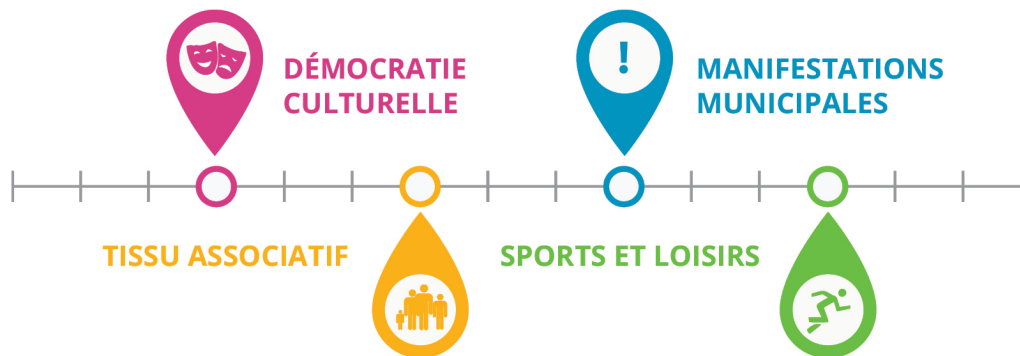 DÉMOCRATIE
CULTURELLE
!
MANIFESTATIONS
MUNICIPALES
TISSU ASSOCIATIF
SPORTS ET LOISIRS